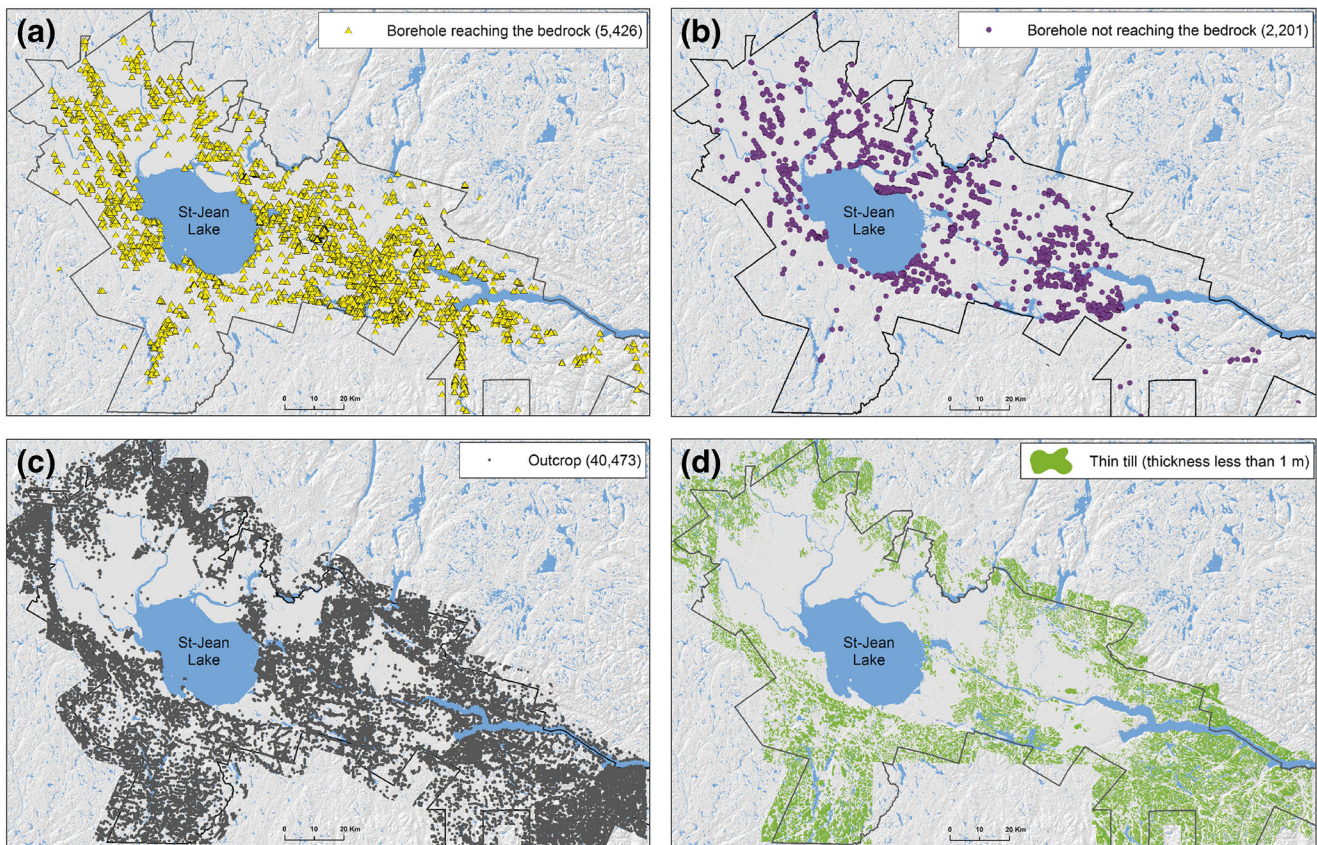 (a)
Borehole reaching the bedrock (5,426)
St-Jean
Lake
0 10 20 Km
(b)
Borehole not reaching the bedrock (2,201)
St-Jean
Lake
0 10 20 Km
(c)
Outcrop (40,473)
St-Jean
Lake
0 10 20 Km
(d)
Thin till (thickness less than 1 m)
St-Jean
Lake
0 10 20 Km